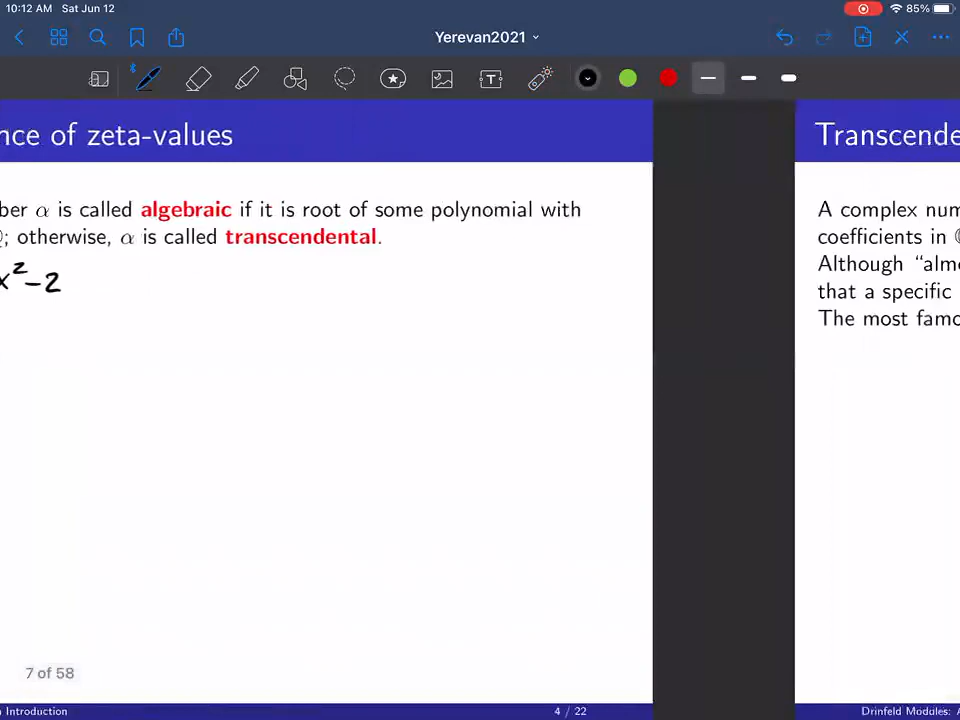 10:12 AM Sat Jun 12
85%
Yerevan2021
T
nce of zeta-values
ber α is called algebraic if it is root of some polynomial with
; otherwise, α is called transcendental.
x²-2
7 of 58
Introduction
4 / 22
Transcende
A complex num
coefficients in ℚ
Although “almo
that a specific
The most famo
Drinfeld Modules: A